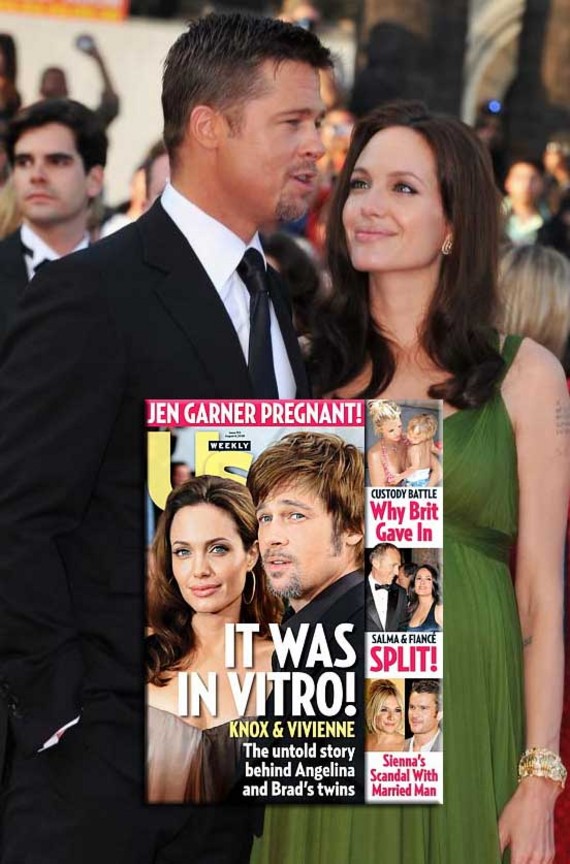 JEN GARNER PREGNANT!
Us
WEEKLY
CUSTODY BATTLE
Why Brit
Gave In
SALMA & FIANCÉ
SPLIT!
IT WAS
IN VITRO!
KNOX & VIVIENNE
The untold story
behind Angelina
and Brad's twins
Sienna's
Scandal With
Married Man